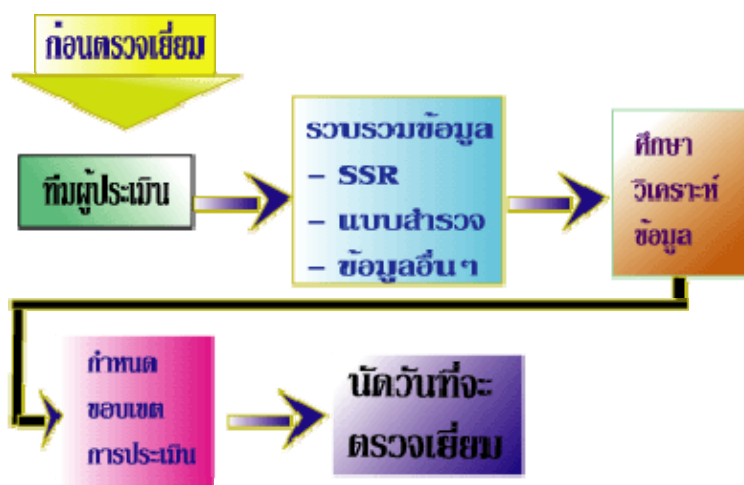 ก่อนตรวจเยี่ยม
ทีมผู้ประเมิน
รวบรวมข้อมูล
- SSR
- แบบสำรวจ
- ข้อมูลอื่นๆ
ศึกษา
วิเคราะห์
ข้อมูล
กำหนด
ขอบเขต
การประเมิน
นัดวันที่จะ
ตรวจเยี่ยม